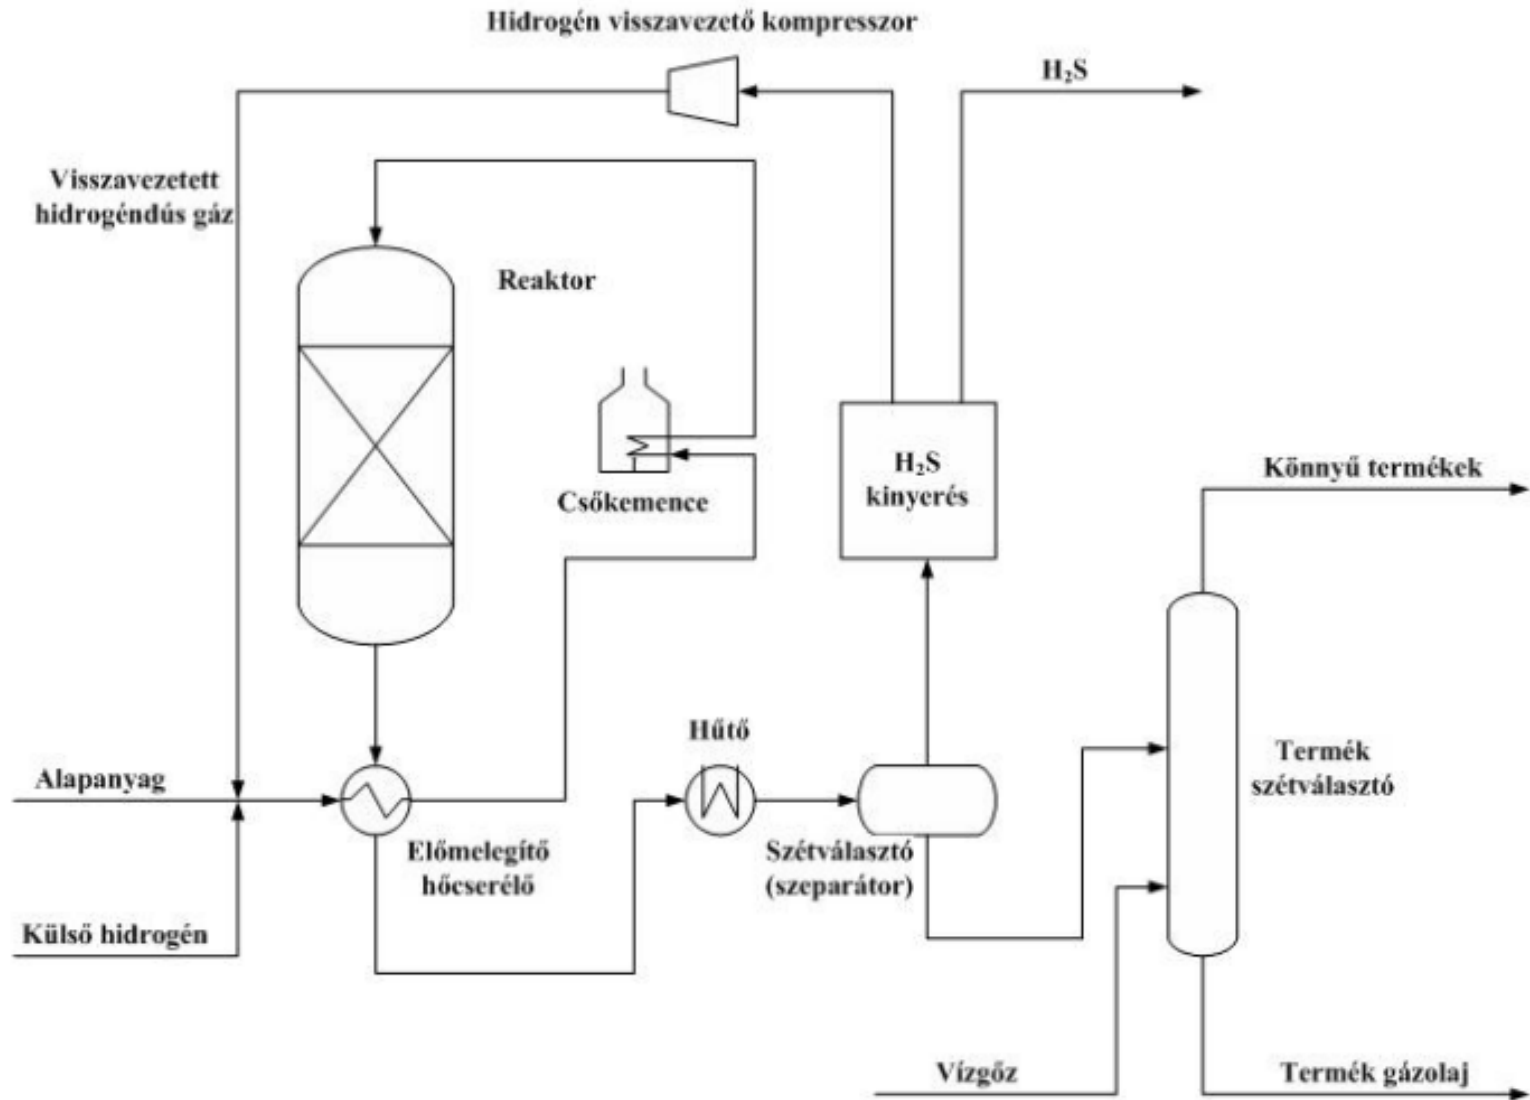 Hidrogén visszavezető kompresszor
H₂S
Visszavezetett
hidrogéndús gáz
Reaktor
Csőkemence
H₂S
kinyerés
Könnyű termékek
Hűtő
Termék
szétválasztó
Alapanyag
Előmelegítő
hőcserélő
Szétválasztó
(szeparátor)
Külső hidrogén
Vízgőz
Termék gázolaj